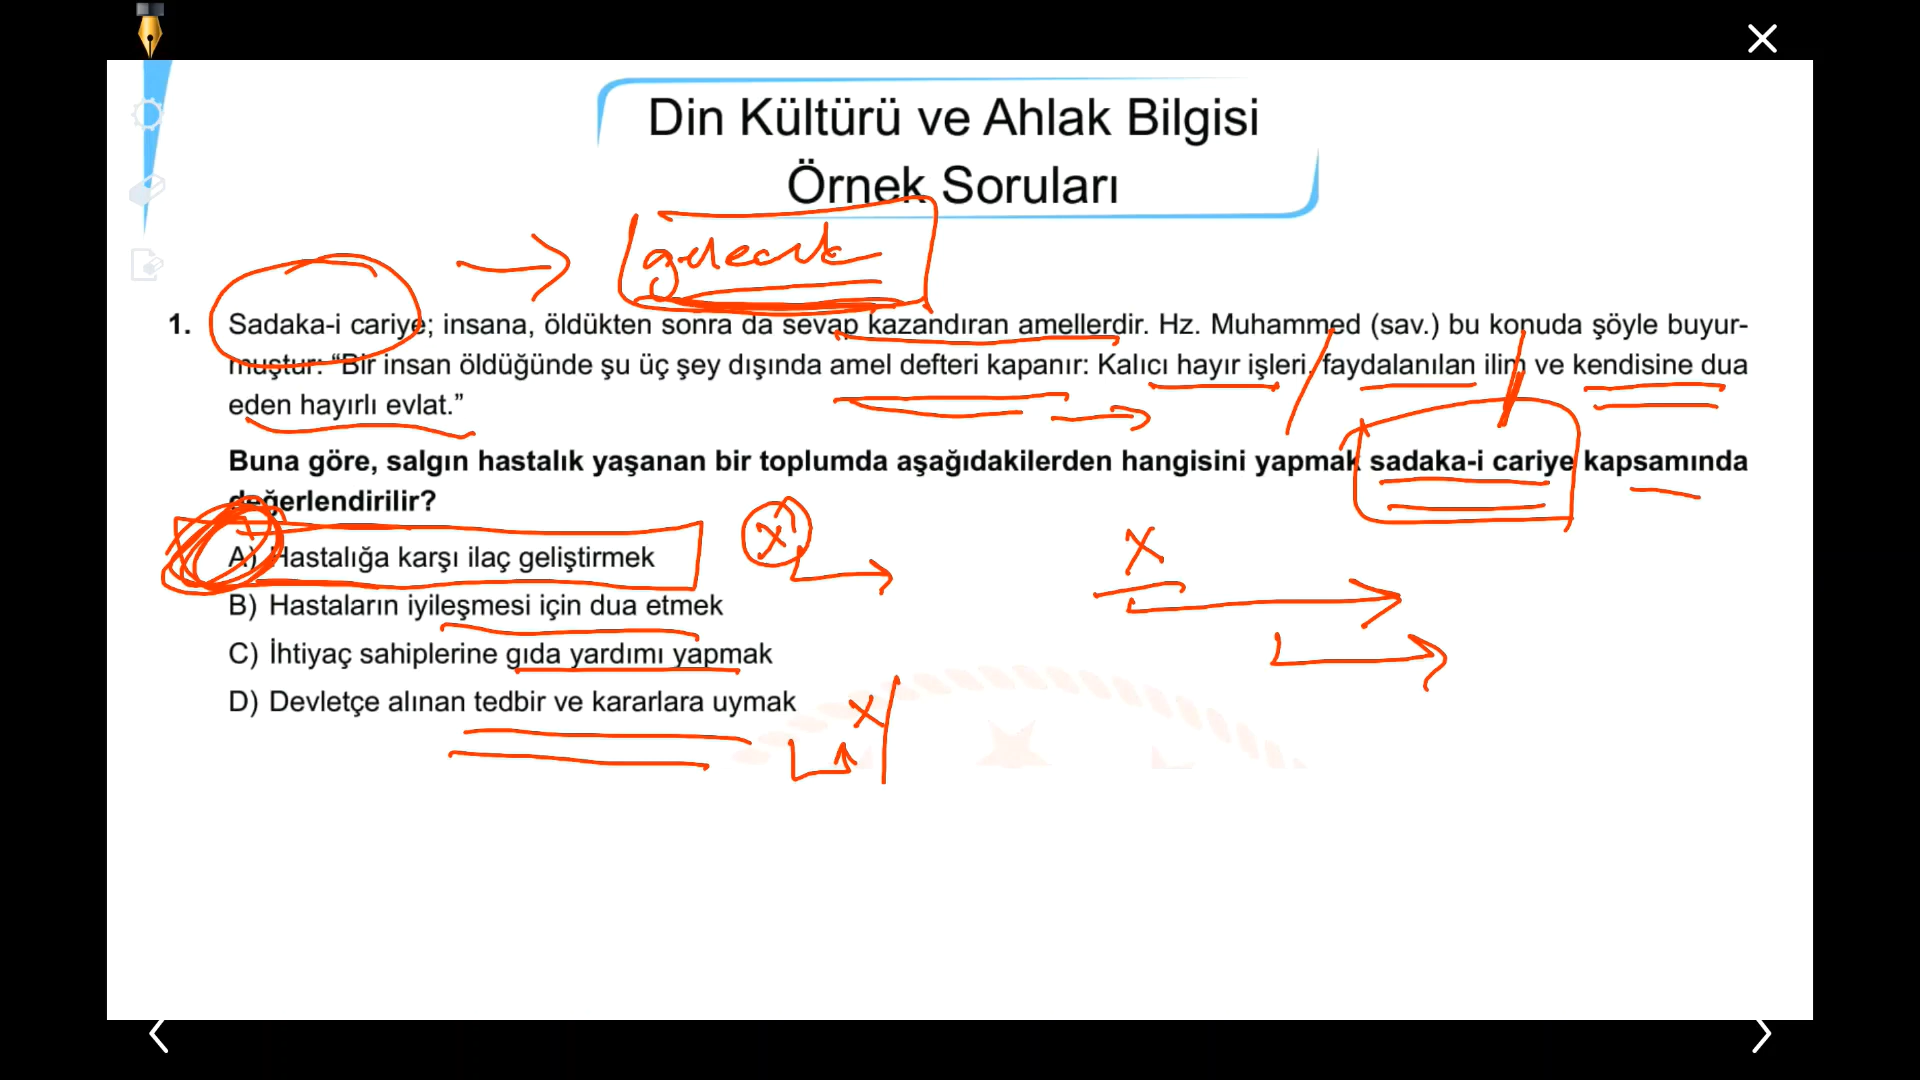 Din Kültürü ve Ahlak Bilgisi
Örnek Soruları
gelecek
1. Sadaka-i cariye; insana, öldükten sonra da sevap kazandıran amellerdir. Hz. Muhammed (sav.) bu konuda şöyle buyur-
muştur: “Bir insan öldüğünde şu üç şey dışında amel defteri kapanır: Kalıcı hayır işleri, faydalanılan ilim ve kendisine dua
eden hayırlı evlat.”
Buna göre, salgın hastalık yaşanan bir toplumda aşağıdakilerden hangisini yapmak sadaka-i cariye kapsamında
değerlendirilir?
A) Hastalığa karşı ilaç geliştirmek
B) Hastaların iyileşmesi için dua etmek
C) İhtiyaç sahiplerine gıda yardımı yapmak
D) Devletçe alınan tedbir ve kararlara uymak